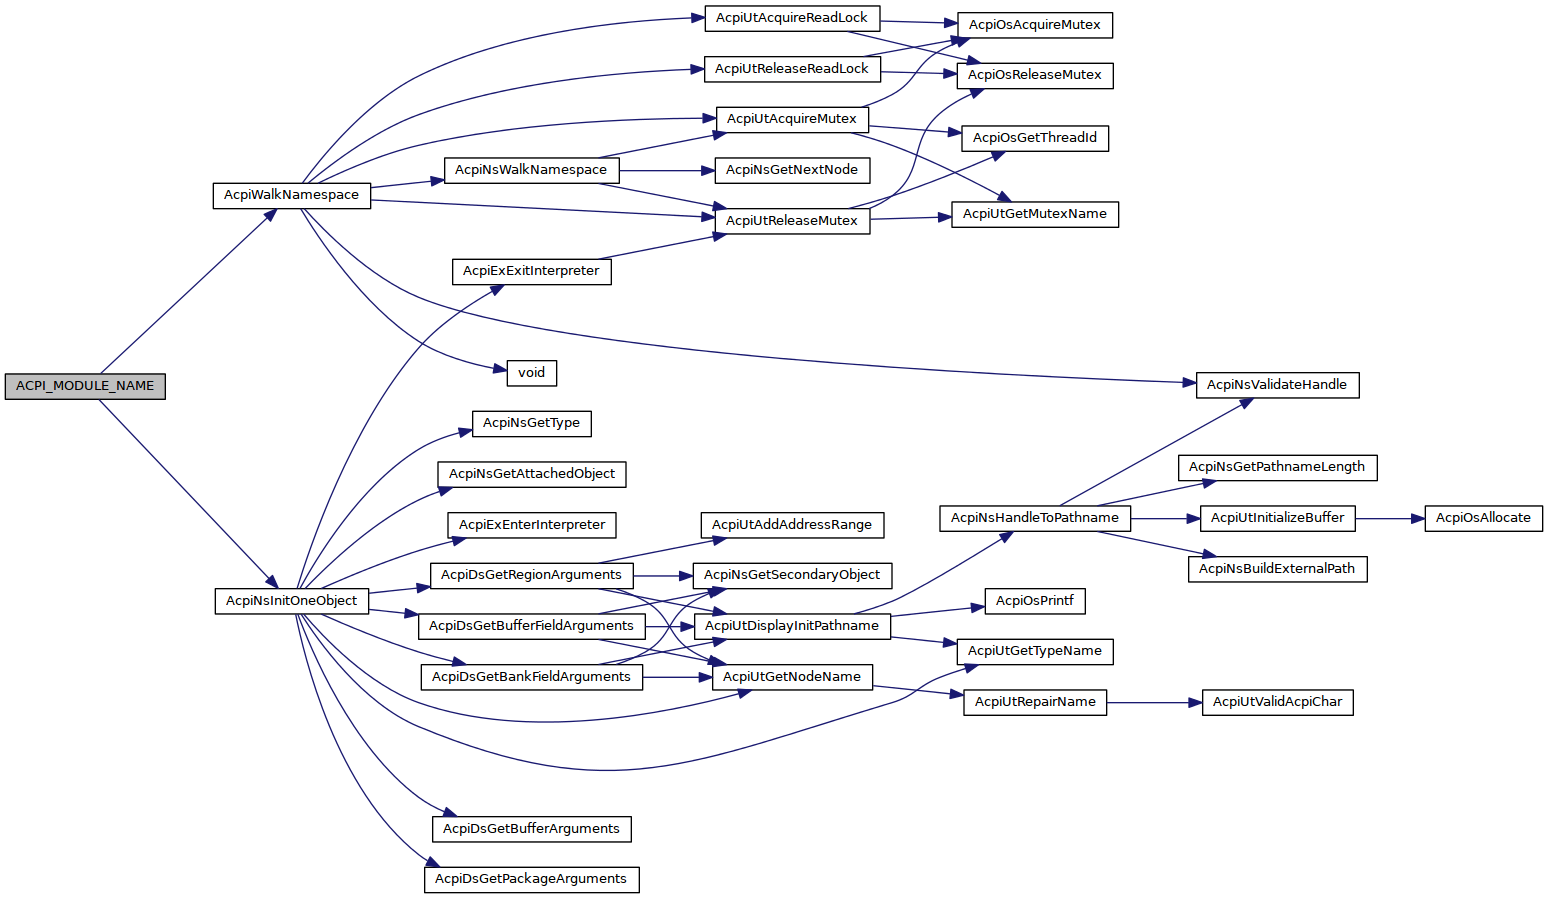 AcpiUtAcquireReadLock
AcpiOsAcquireMutex
AcpiUtReleaseReadLock
AcpiOsReleaseMutex
AcpiUtAcquireMutex
AcpiOsGetThreadId
AcpiNsWalkNamespace
AcpiNsGetNextNode
AcpiWalkNamespace
AcpiUtReleaseMutex
AcpiUtGetMutexName
AcpiExExitInterpreter
void
ACPI_MODULE_NAME
AcpiNsValidateHandle
AcpiNsGetType
AcpiNsGetAttachedObject
AcpiNsGetPathnameLength
AcpiExEnterInterpreter
AcpiUtAddAddressRange
AcpiNsHandleToPathname
AcpiUtInitializeBuffer
AcpiOsAllocate
AcpiDsGetRegionArguments
AcpiNsGetSecondaryObject
AcpiNsBuildExternalPath
AcpiNsInitOneObject
AcpiOsPrintf
AcpiDsGetBufferFieldArguments
AcpiUtDisplayInitPathname
AcpiUtGetTypeName
AcpiDsGetBankFieldArguments
AcpiUtGetNodeName
AcpiUtRepairName
AcpiUtValidAcpiChar
AcpiDsGetBufferArguments
AcpiDsGetPackageArguments